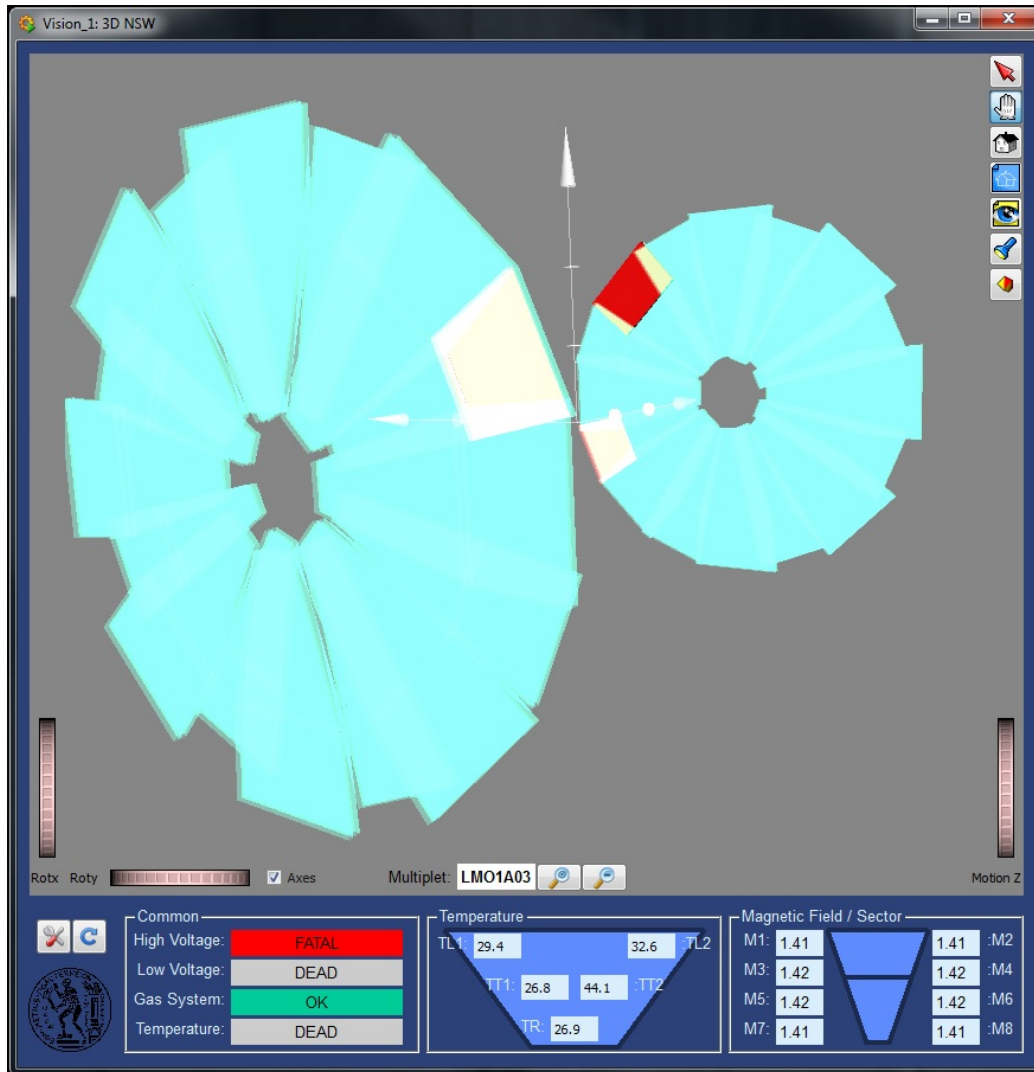 Vision_1: 3D NSW
Rotx Roty Axes Multiplet: LMO1A03 Motion Z
Common
High Voltage: FATAL
Low Voltage: DEAD
Gas System: OK
Temperature: DEAD
Temperature
TL1: 29.4 32.6 :TL2
TT1: 26.8 44.1 :TT2
TR: 26.9
Magnetic Field / Sector
M1: 1.41 1.41 :M2
M3: 1.42 1.42 :M4
M5: 1.42 1.42 :M6
M7: 1.41 1.41 :M8